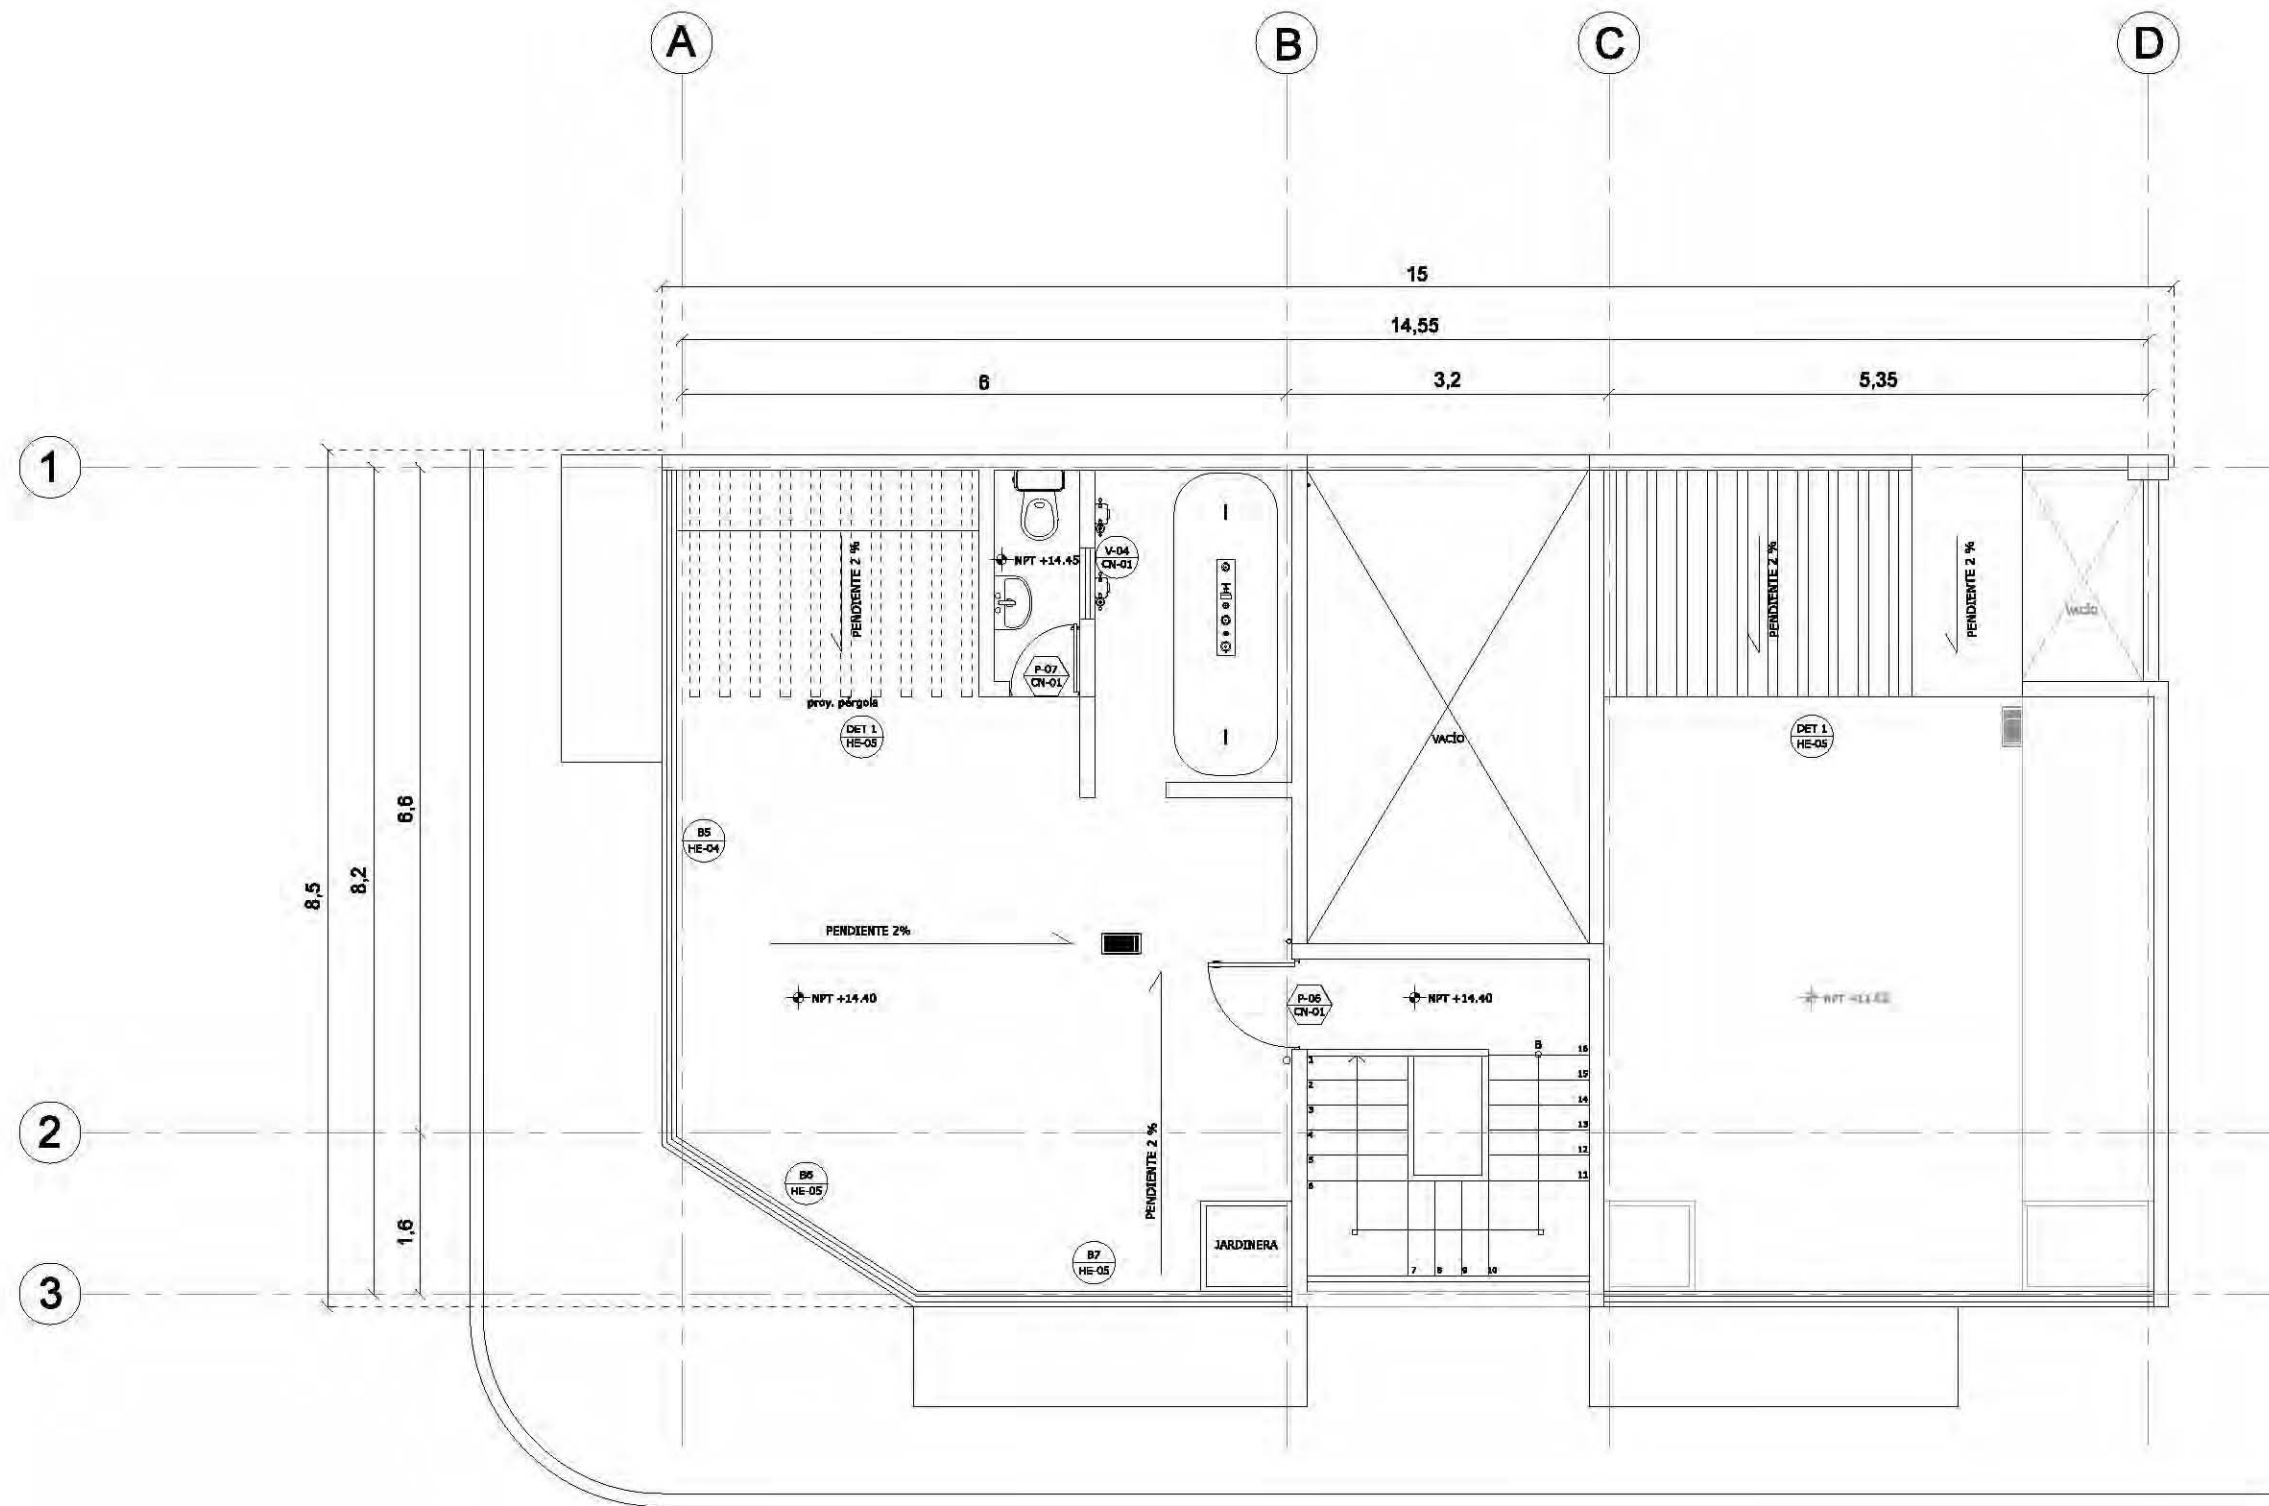 A
B
C
D
15
14,55
6
3,2
5,35
1
2
3
8,5
8,2
6,6
1,6
PENDIENTE 2 %
NPT +14.45
V-04
CN-01
P-07
CN-01
proy. pérgola
DET 1
HE-05
B5
HE-04
PENDIENTE 2%
NPT +14.40
B6
HE-05
B7
HE-05
PENDIENTE 2 %
JARDINERA
VACÍO
P-06
CN-01
NPT +14.40
B
1
2
3
4
5
6
7
8
9
10
11
12
13
14
15
16
PENDIENTE 2 %
PENDIENTE 2 %
Vacío
DET 1
HE-05
NPT